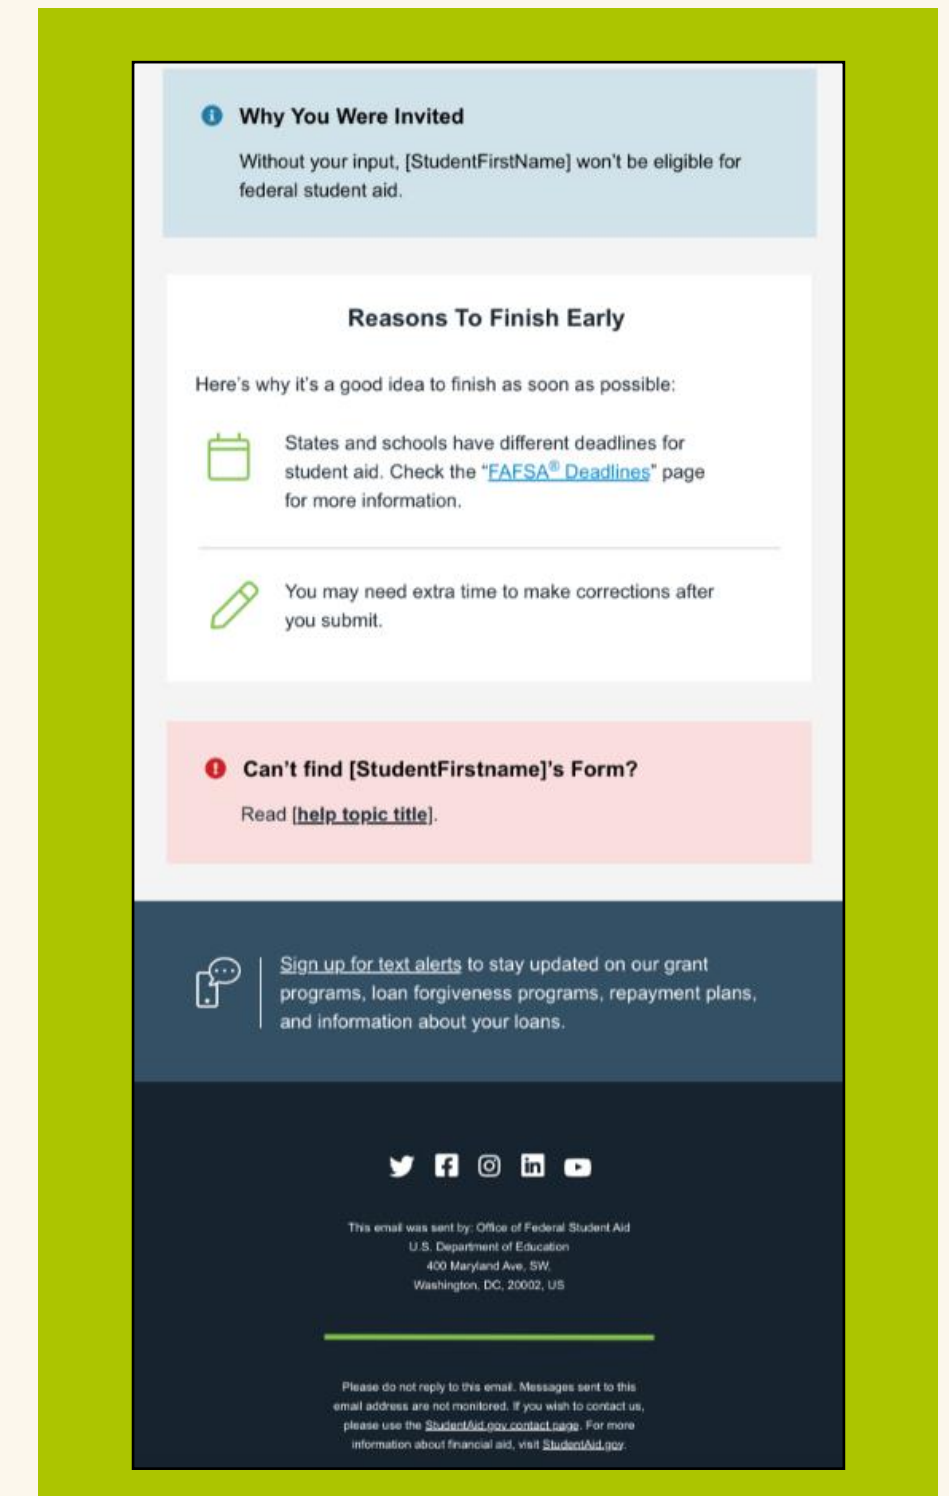 Why You Were Invited
Without your input, [StudentFirstName] won't be eligible for
federal student aid.
Reasons To Finish Early
Here's why it's a good idea to finish as soon as possible:
States and schools have different deadlines for
student aid. Check the "FAFSA® Deadlines" page
for more information.
You may need extra time to make corrections after
you submit.
Can't find [StudentFirstname]'s Form?
Read [help topic title].
Sign up for text alerts to stay updated on our grant
programs, loan forgiveness programs, repayment plans,
and information about your loans.
This email was sent by: Office of Federal Student Aid
U.S. Department of Education
400 Maryland Ave, SW,
Washington, DC, 20002, US
Please do not reply to this email. Messages sent to this
email address are not monitored. If you wish to contact us,
please use the StudentAid.gov contact page. For more
information about financial aid, visit StudentAid.gov.